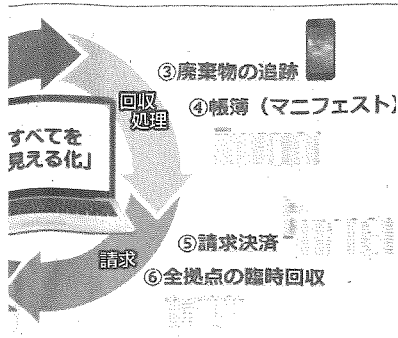 ③廃棄物の追跡
回収
処理
④帳簿（マニフェスト）
すべてを
見える化」
⑤請求決済
請求
⑥全拠点の臨時回収